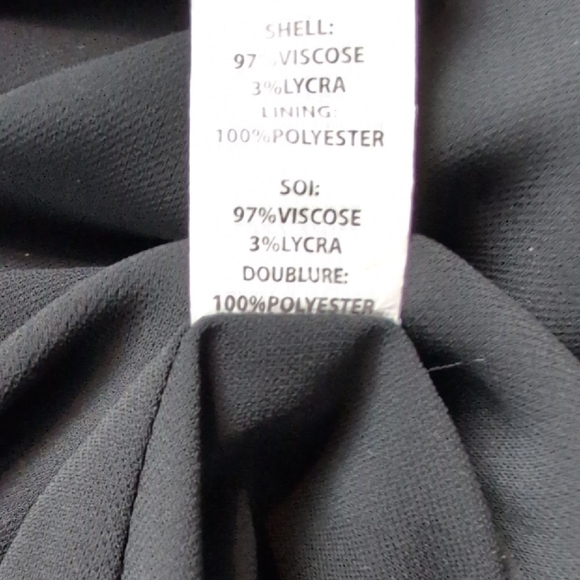 SHELL:
97%VISCOSE
3%LYCRA
LINING:
100%POLYESTER
SOI:
97%VISCOSE
3%LYCRA
DOUBLURE:
100%POLYESTER